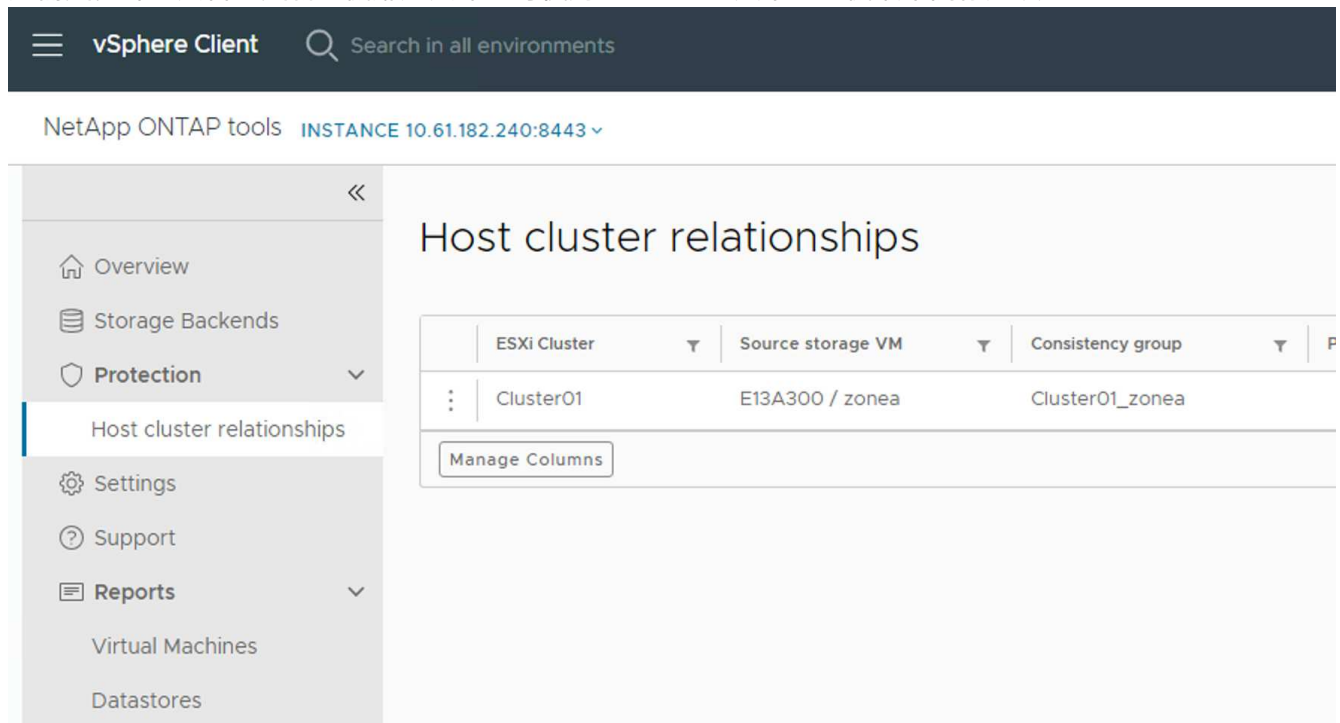 vSphere Client Search in all environments
NetApp ONTAP tools INSTANCE 10.61.182.240:8443
Overview
Storage Backends
Protection
Host cluster relationships
Settings
Support
Reports
Virtual Machines
Datastores
Host cluster relationships
ESXi Cluster Source storage VM Consistency group P
Cluster01 E13A300 / zonea Cluster01_zonea
Manage Columns